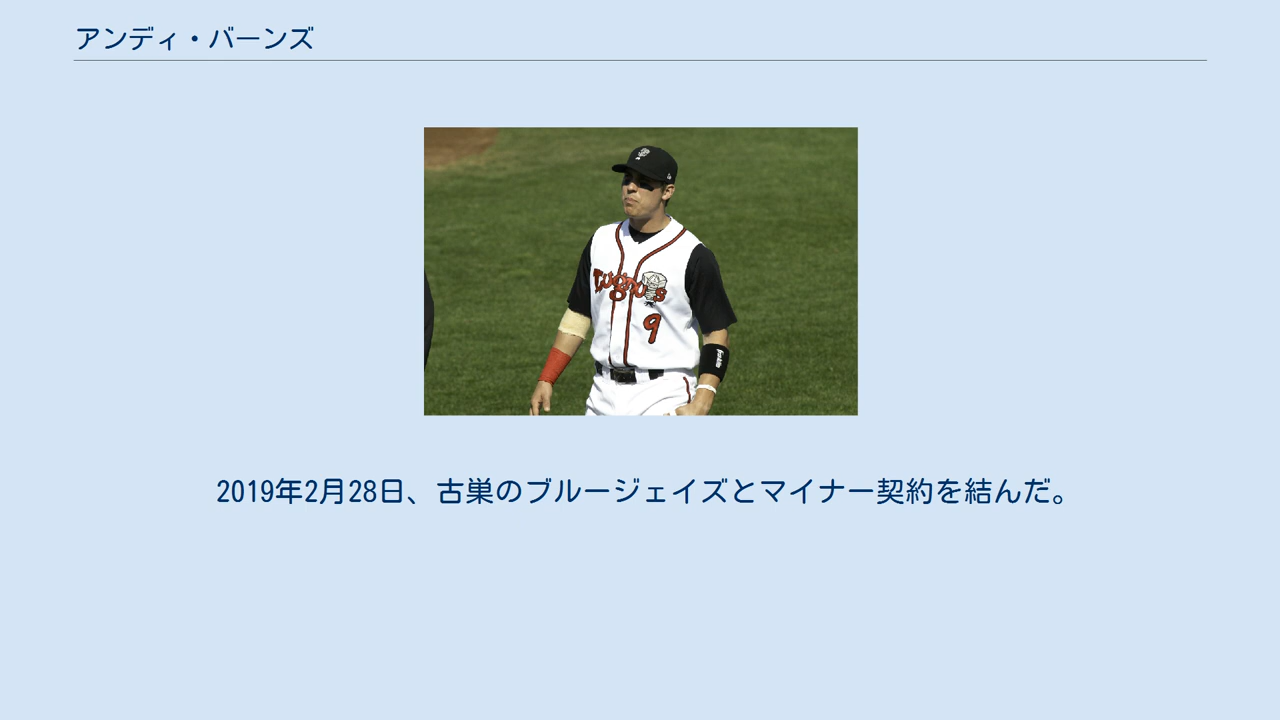 アンディ・バーンズ
Lugnuts
9
2019年2月28日、古巣のブルージェイズとマイナー契約を結んだ。